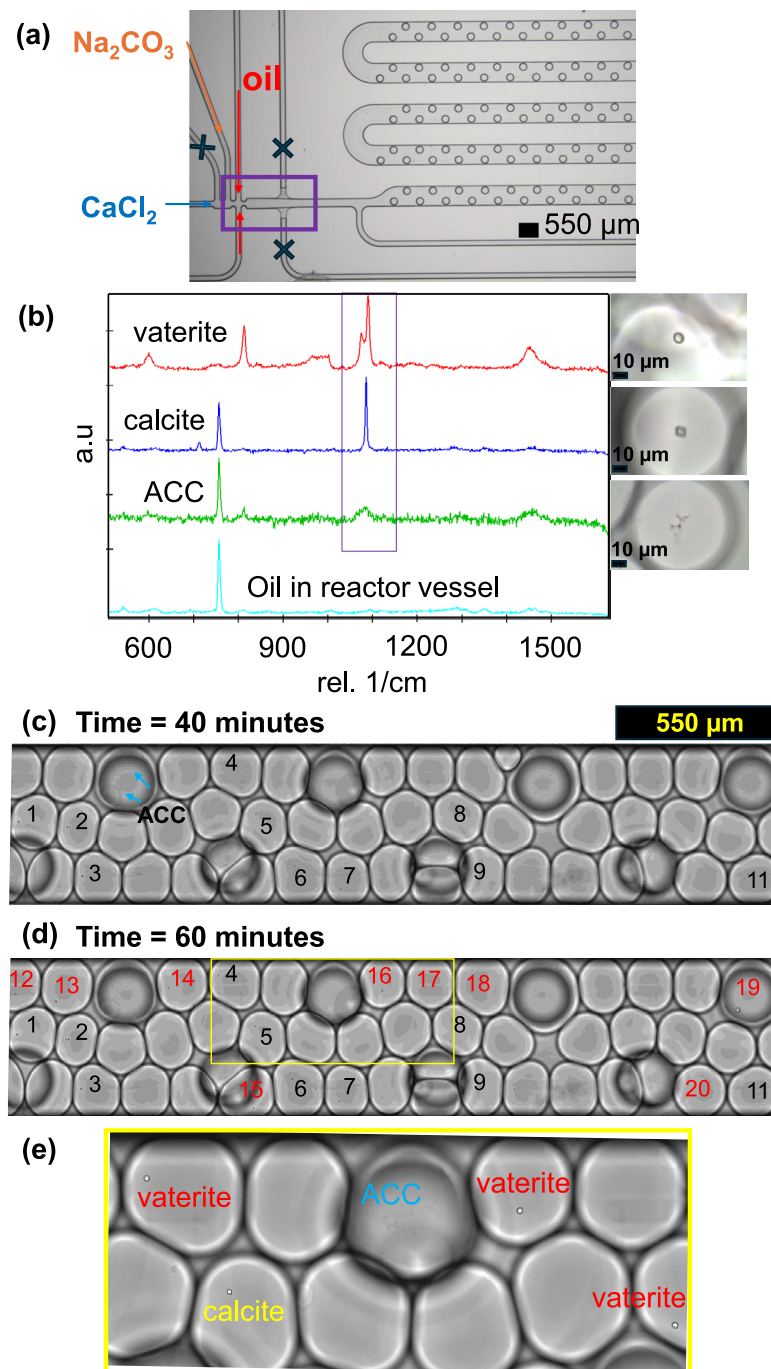 (a)
Na₂CO₃
oil
CaCl₂
550 µm
(b)
vaterite
calcite
ACC
Oil in reactor vessel
a.u
600 900 1200 1500
rel. 1/cm
10 µm
10 µm
10 µm
(c) Time = 40 minutes
550 µm
4
ACC
1 2 5 8
3 6 7 9 11
(d) Time = 60 minutes
12 13 14 4 16 17 18 19
1 2 5 8
3 15 6 7 9 20 11
(e)
vaterite ACC vaterite
calcite vaterite